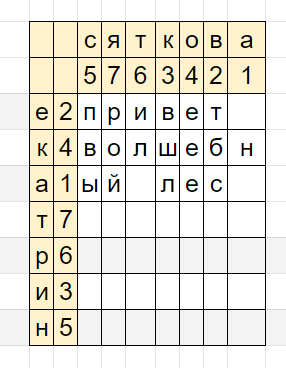 с я т к о в а
5 7 6 3 4 2 1
е 2 п р и в е т
к 4 в о л ш е б н
а 1 ы й л е с
т 7
р 6
и 3
н 5